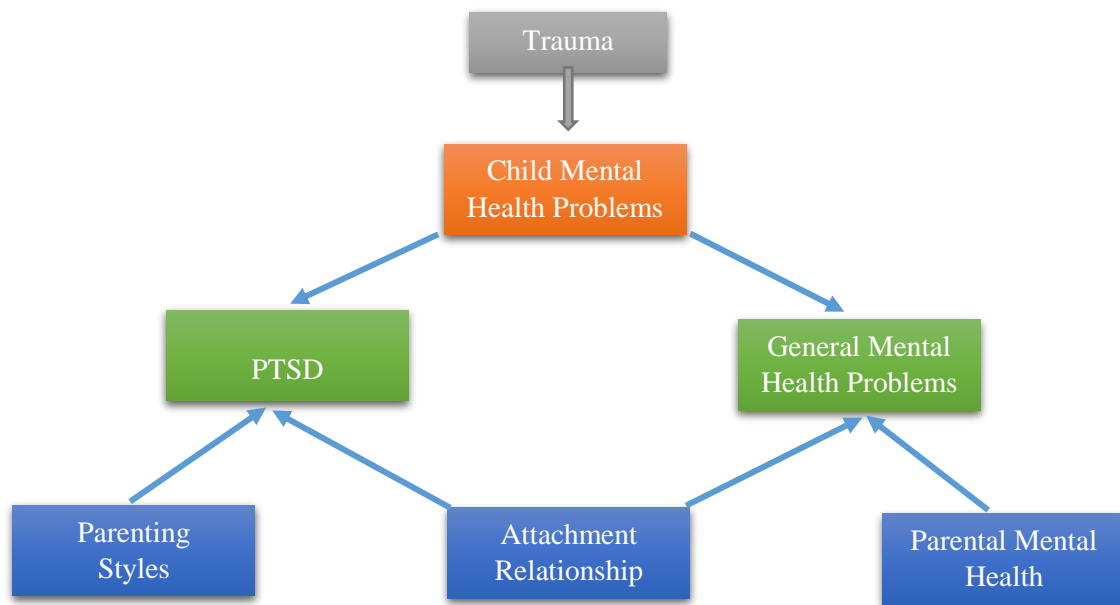 Trauma
Child Mental
Health Problems
PTSD
General Mental
Health Problems
Parenting
Styles
Attachment
Relationship
Parental Mental
Health